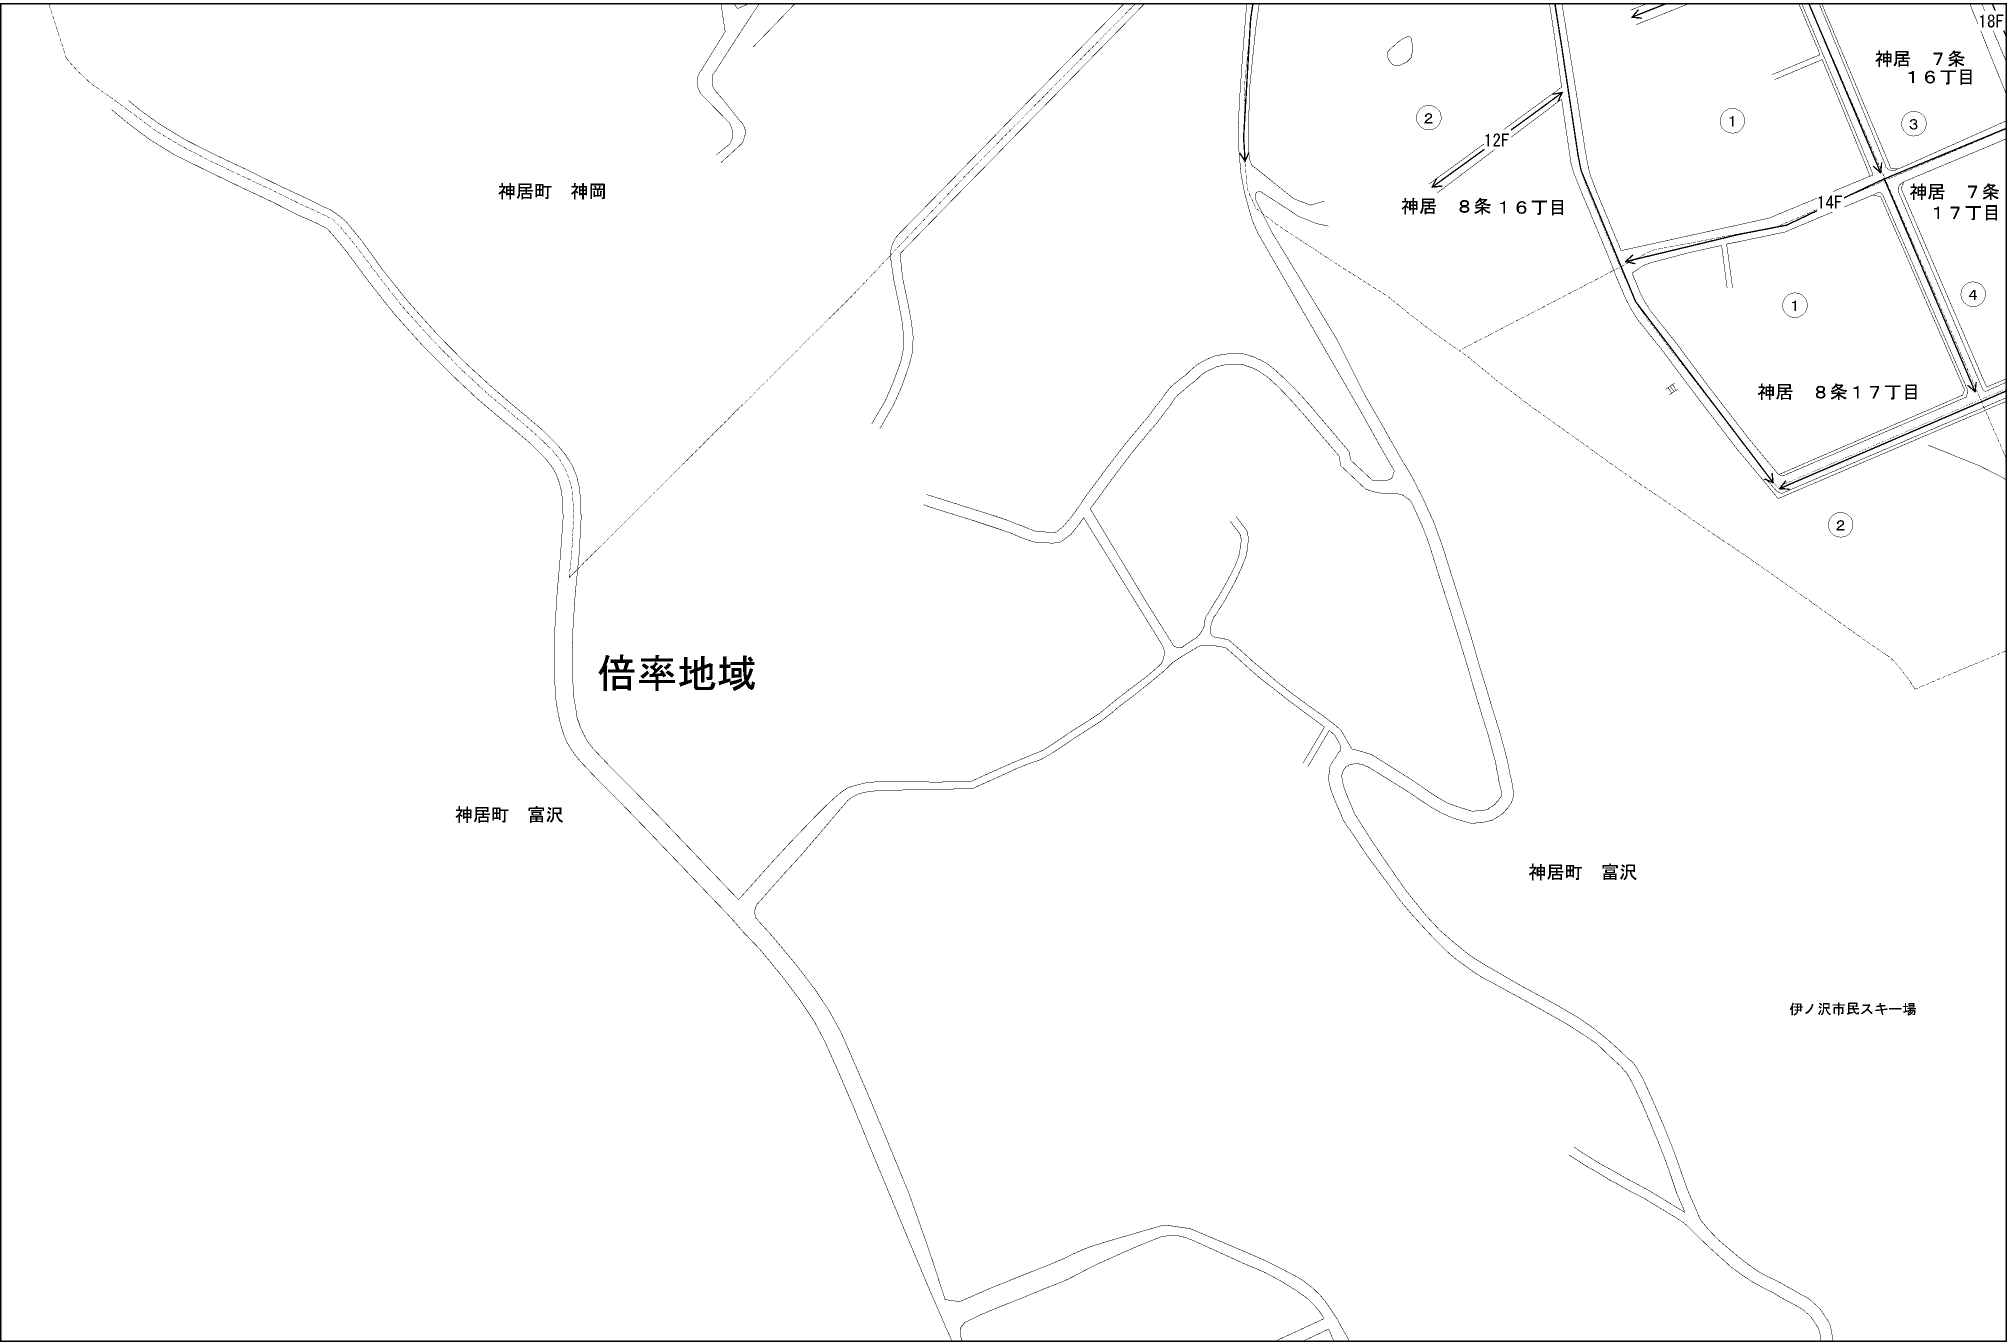 18F
神居　７条
１６丁目
②
①
③
12F
神居町　神岡
神居　８条１６丁目
14F
神居　７条
１７丁目
①
④
神居　８条１７丁目
②
倍率地域
神居町　富沢
神居町　富沢
伊ノ沢市民スキー場